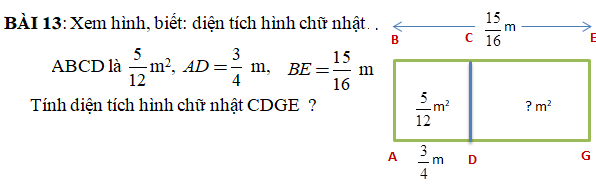 BÀI 13: Xem hình, biết: diện tích hình chữ nhật. .
ABCD là 5/12 m², AD = 3/4 m, BE = 15/16 m
Tính diện tích hình chữ nhật CDGE ?
B C 15/16 m E
5/12 m² ? m²
A 3/4 m D G